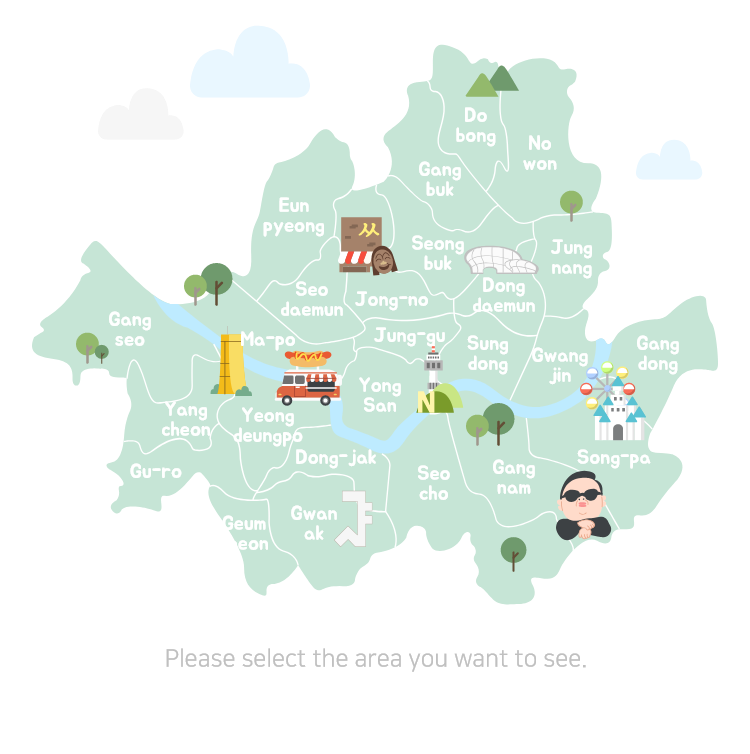 Do
bong
No
won
Gang
buk
Eun
pyeong
Seong
buk
Jung
nang
Seo
daemun
Jong-no
Dong
daemun
Gang
seo
Ma-po
Jung-gu
Sung
dong
Gwang
jin
Gang
dong
Yang
cheon
Yeong
deungpo
Yong
San
N
Dong-jak
Song-pa
Gu-ro
Seo
cho
Gang
nam
Geum
eon
Gwan
ak
Please select the area you want to see.